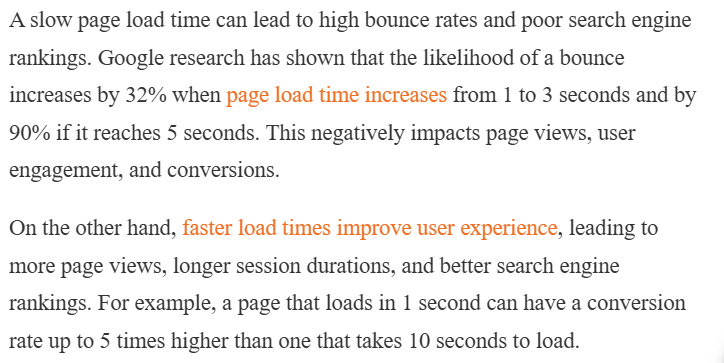 A slow page load time can lead to high bounce rates and poor search engine
rankings. Google research has shown that the likelihood of a bounce
increases by 32% when page load time increases from 1 to 3 seconds and by
90% if it reaches 5 seconds. This negatively impacts page views, user
engagement, and conversions.
On the other hand, faster load times improve user experience, leading to
more page views, longer session durations, and better search engine
rankings. For example, a page that loads in 1 second can have a conversion
rate up to 5 times higher than one that takes 10 seconds to load.